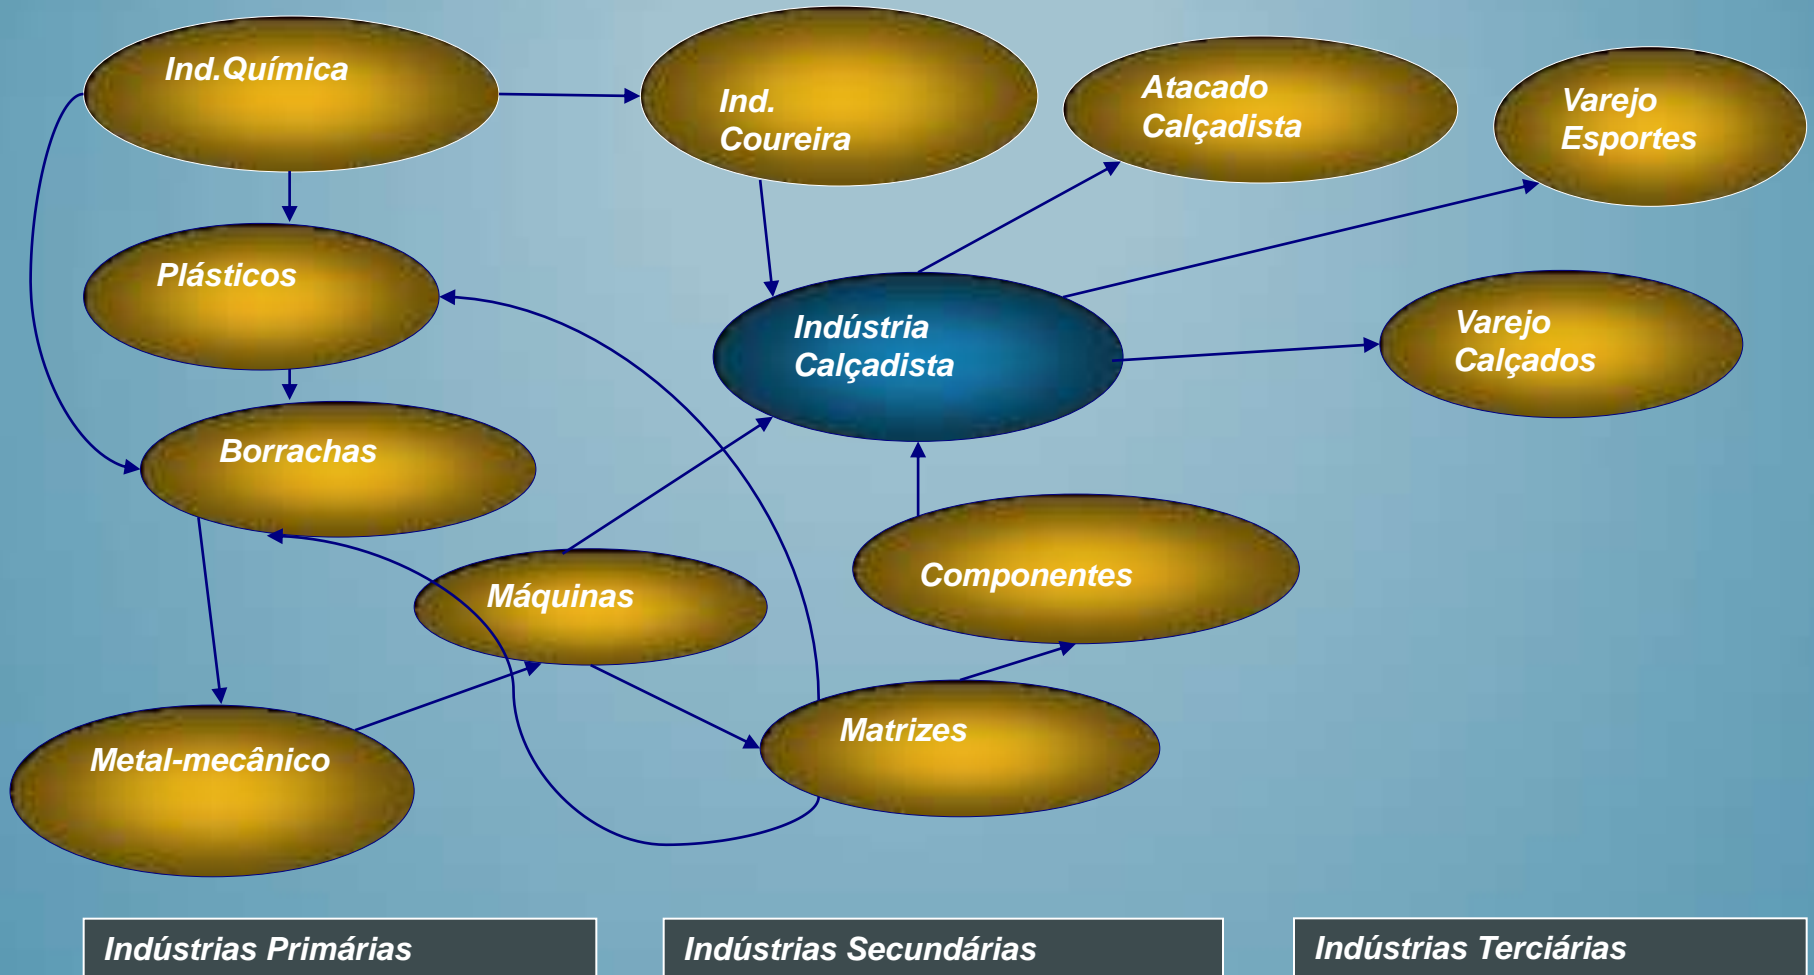 Ind.Química
Ind.
Coureira
Atacado
Calçadista
Varejo
Esportes
Plásticos
Indústria
Calçadista
Varejo
Calçados
Borrachas
Máquinas
Componentes
Metal-mecânico
Matrizes
Indústrias Primárias
Indústrias Secundárias
Indústrias Terciárias